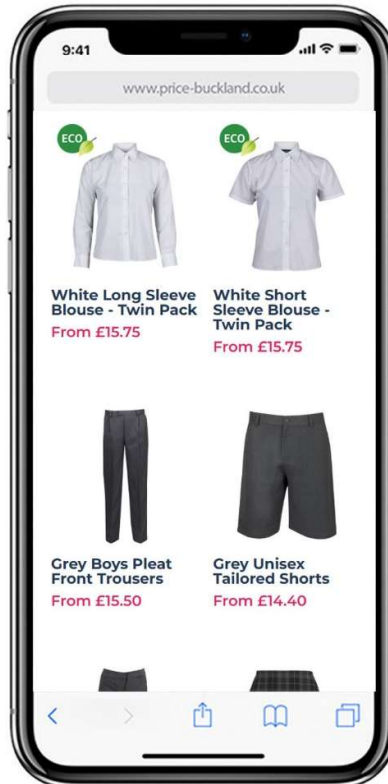 9:41
www.price-buckland.co.uk
ECO
ECO
White Long Sleeve
Blouse - Twin Pack
From £15.75
White Short
Sleeve Blouse -
Twin Pack
From £15.75
Grey Boys Pleat
Front Trousers
From £15.50
Grey Unisex
Tailored Shorts
From £14.40